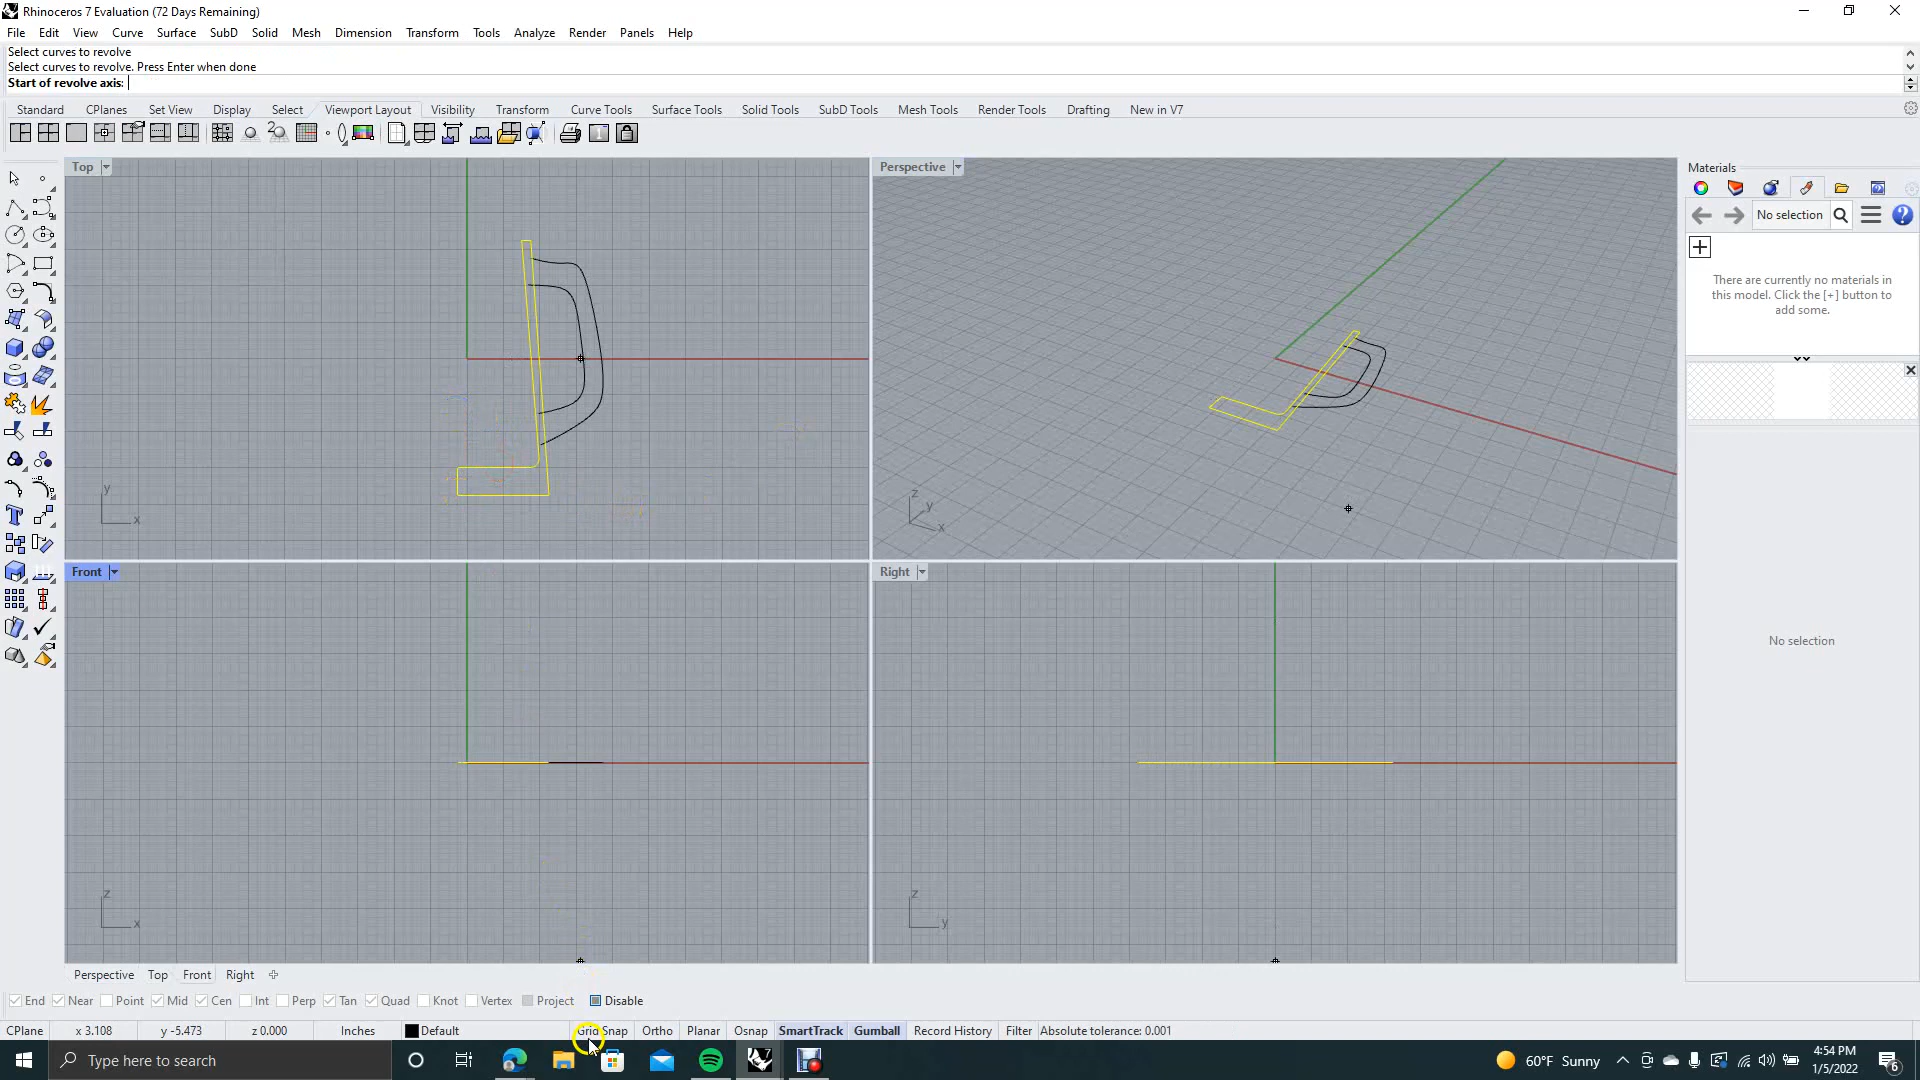 Rhinoceros 7 Evaluation (72 Days Remaining)
File Edit View Curve Surface SubD Solid Mesh Dimension Transform Tools Analyze Render Panels Help
Select curves to revolve
Select curves to revolve. Press Enter when done
Start of revolve axis:
Standard CPlanes Set View Display Select Viewport Layout Visibility Transform Curve Tools Surface Tools Solid Tools SubD Tools Mesh Tools Render Tools Drafting New in V7
Top
Perspective
Materials
No selection
There are currently no materials in
this model. Click the [+] button to
add some.
y
x
z
y
x
Front
Right
No selection
z
x
z
y
Perspective Top Front Right
End Near Point Mid Cen Int Perp Tan Quad Knot Vertex Project Disable
CPlane x 3.108 y -5.473 z 0.000 Inches Default Grid Snap Ortho Planar Osnap SmartTrack Gumball Record History Filter Absolute tolerance: 0.001
Type here to search
7
60°F Sunny
4:54 PM
1/5/2022
6